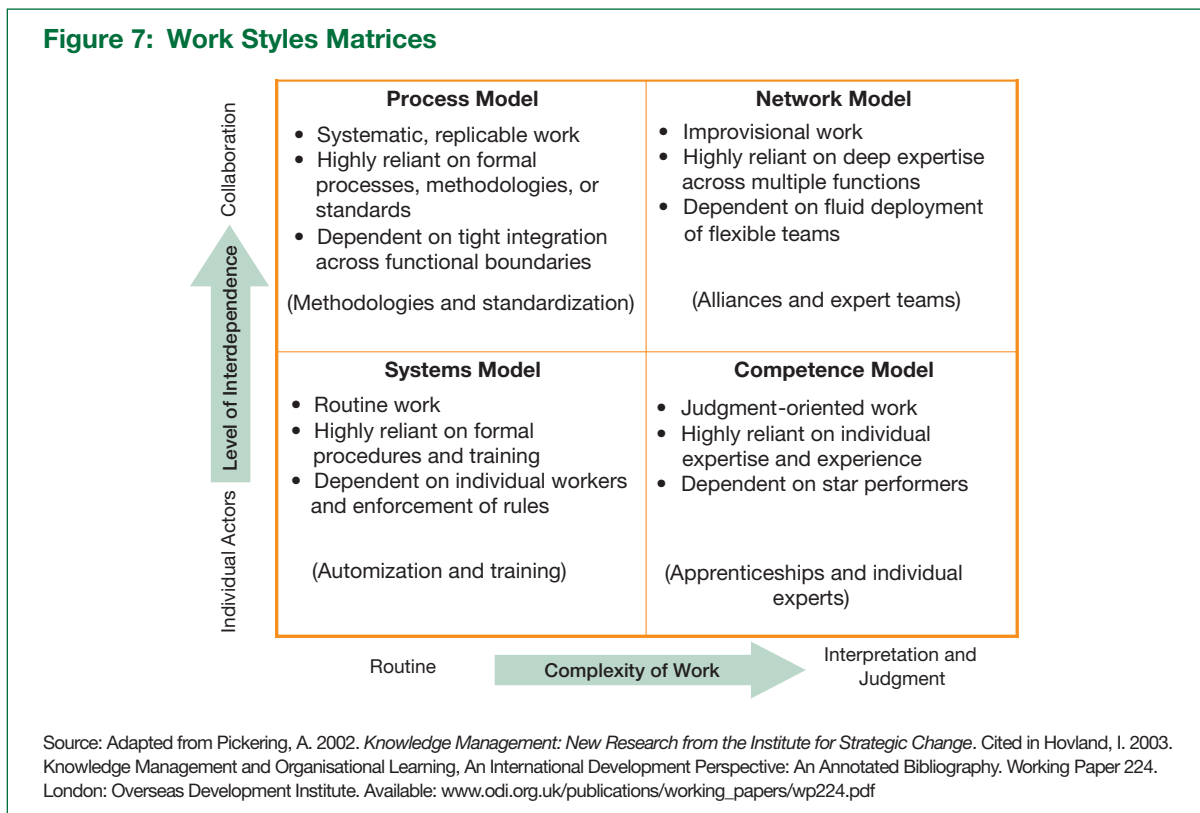 Figure 7: Work Styles Matrices
Collaboration
Level of Interdependence
Individual Actors
Process Model
• Systematic, replicable work
• Highly reliant on formal
processes, methodologies, or
standards
• Dependent on tight integration
across functional boundaries
(Methodologies and standardization)
Network Model
• Improvisional work
• Highly reliant on deep expertise
across multiple functions
• Dependent on fluid deployment
of flexible teams
(Alliances and expert teams)
Systems Model
• Routine work
• Highly reliant on formal
procedures and training
• Dependent on individual workers
and enforcement of rules
(Automization and training)
Competence Model
• Judgment-oriented work
• Highly reliant on individual
expertise and experience
• Dependent on star performers
(Apprenticeships and individual
experts)
Routine
Complexity of Work
Interpretation and
Judgment
Source: Adapted from Pickering, A. 2002. Knowledge Management: New Research from the Institute for Strategic Change. Cited in Hovland, I. 2003.
Knowledge Management and Organisational Learning, An International Development Perspective: An Annotated Bibliography. Working Paper 224.
London: Overseas Development Institute. Available: www.odi.org.uk/publications/working_papers/wp224.pdf